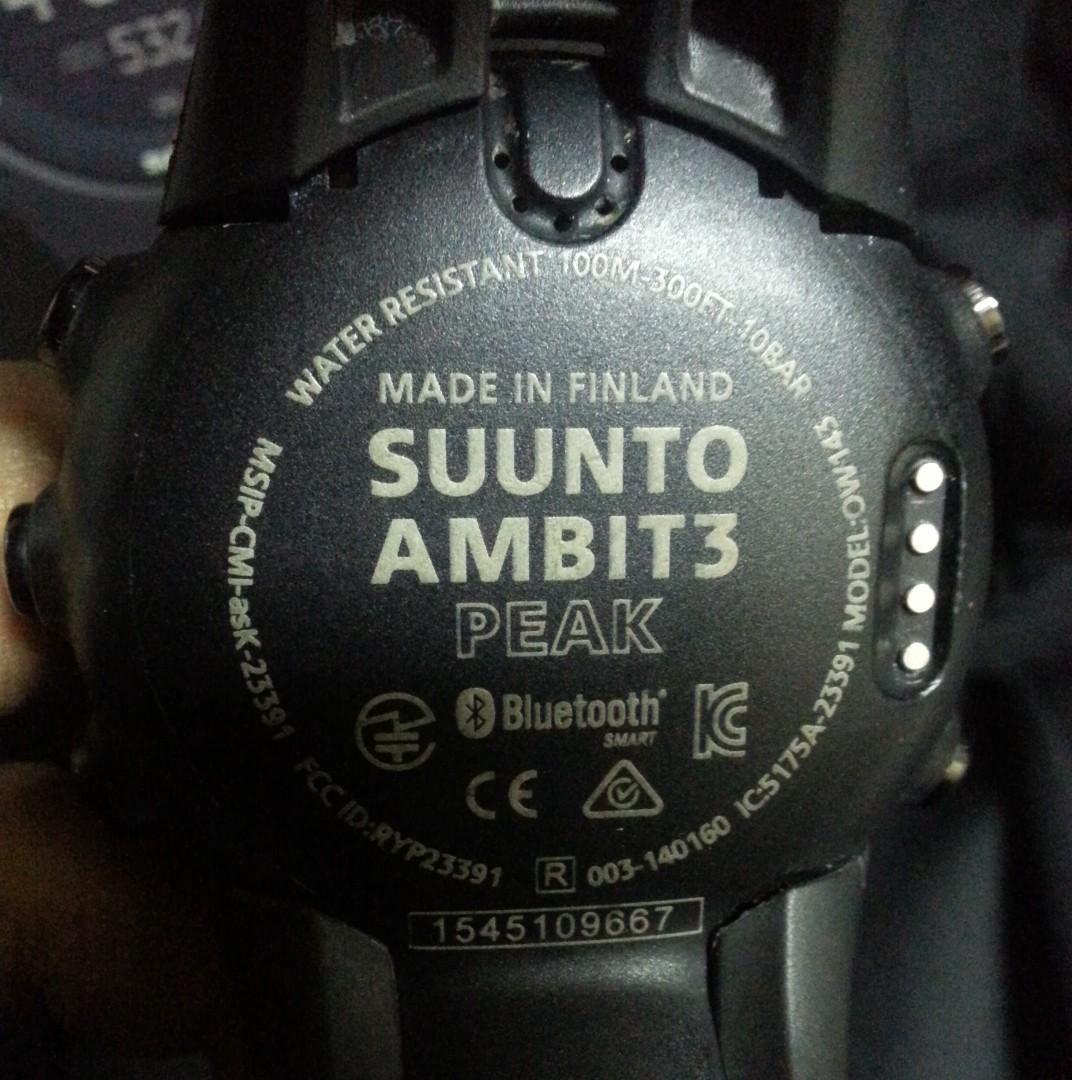 532
WATER RESISTANT 100M-300FT-10BAR
MADE IN FINLAND
SUUNTO
AMBIT3
PEAK
Bluetooth
SMART
CE
MSIP-CMI-asK-23391
FCC ID:RYP23391
R 003-140160
IC:5175A-23391 MODEL:OW143
1545109667